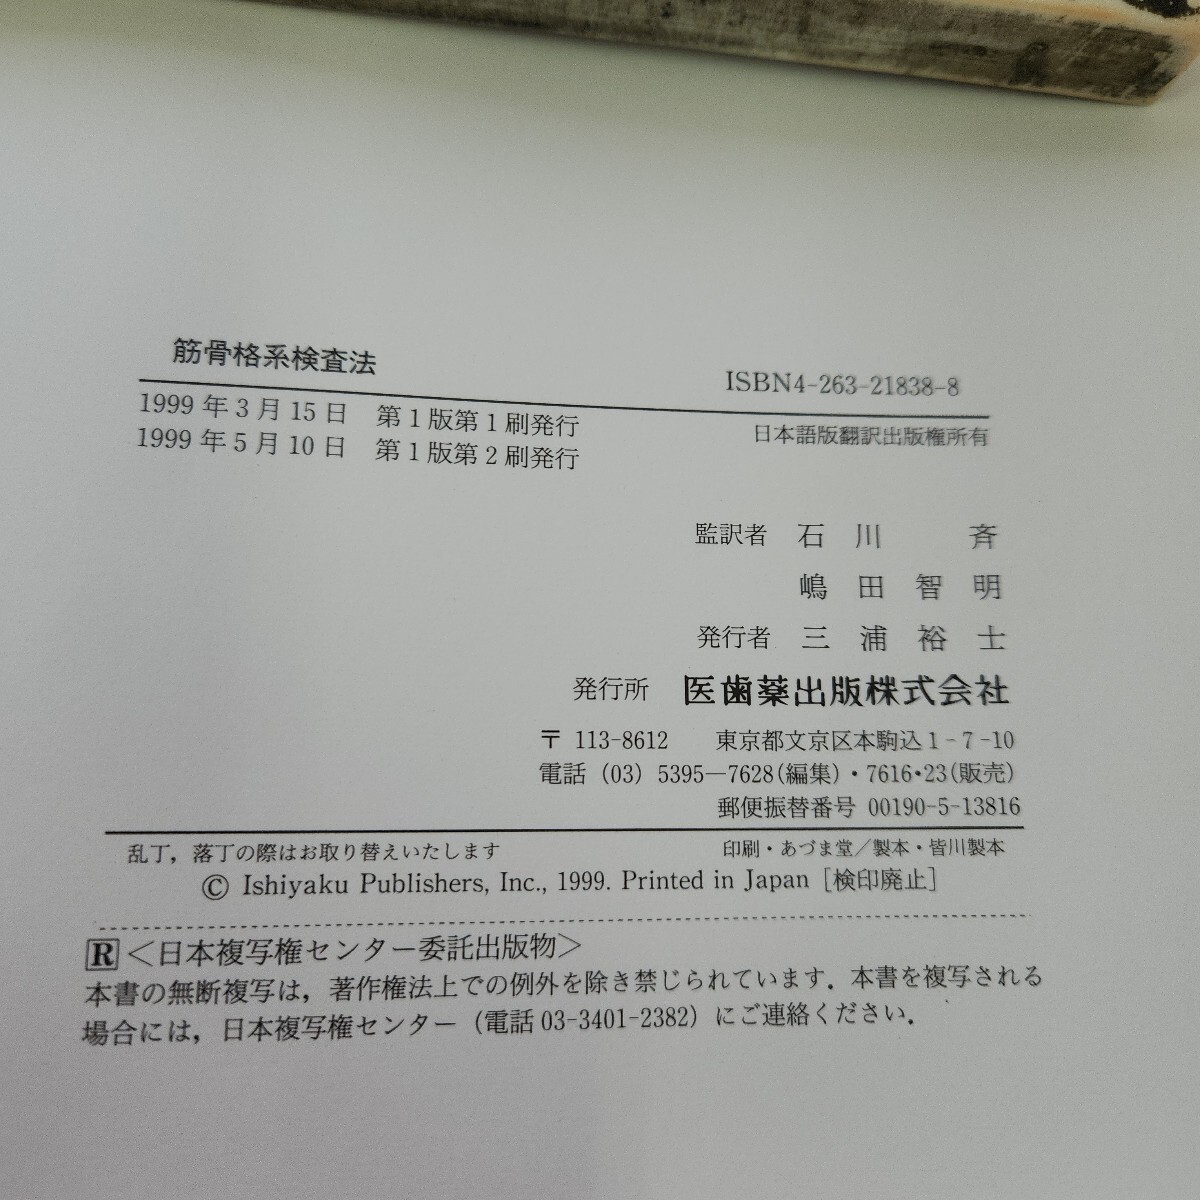 筋骨格系検査法
ISBN4-263-21838-8
1999年3月15日　第1版第1刷発行
1999年5月10日　第1版第2刷発行
日本語版翻訳出版権所有
監訳者　石川　斉
嶋田智明
発行者　三浦裕士
発行所　医歯薬出版株式会社
〒 113-8612　東京都文京区本駒込1-7-10
電話（03）5395—7628(編集)・7616・23(販売)
郵便振替番号 00190-5-13816
乱丁，落丁の際はお取り替えいたします
印刷・あづま堂／製本・皆川製本
© Ishiyaku Publishers, Inc., 1999. Printed in Japan［検印廃止］
R＜日本複写権センター委託出版物＞
本書の無断複写は，著作権法上での例外を除き禁じられています．本書を複写される
場合には，日本複写権センター（電話03-3401-2382）にご連絡ください．